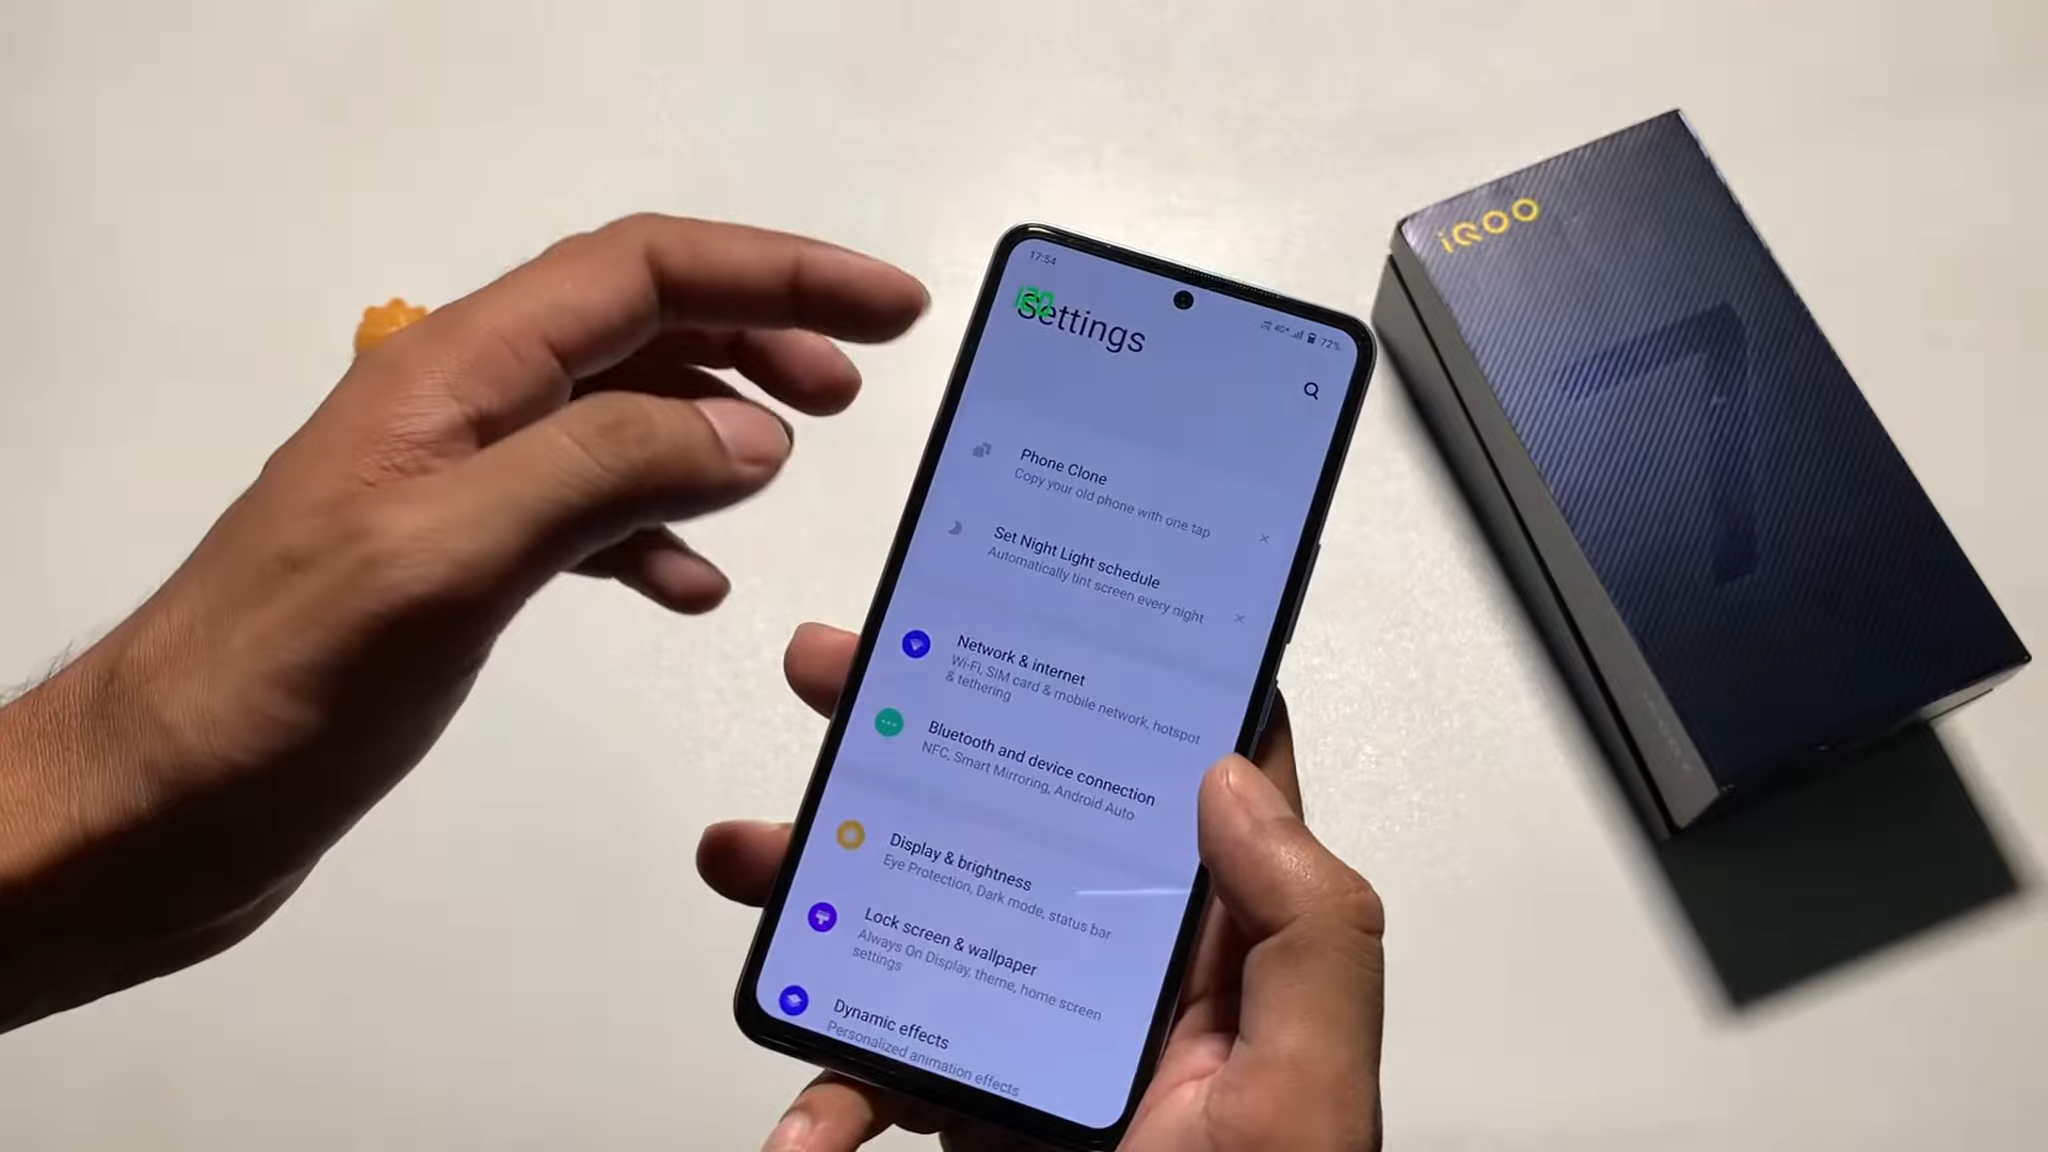 17:54
120
Settings
4G+
72%
Phone Clone
Copy your old phone with one tap
Set Night Light schedule
Automatically tint screen every night
Network & internet
Wi-Fi, SIM card & mobile network, hotspot
& tethering
Bluetooth and device connection
NFC, Smart Mirroring, Android Auto
Display & brightness
Eye Protection, Dark mode, status bar
Lock screen & wallpaper
Always On Display, theme, home screen
settings
Dynamic effects
Personalized animation effects
iQOO
7